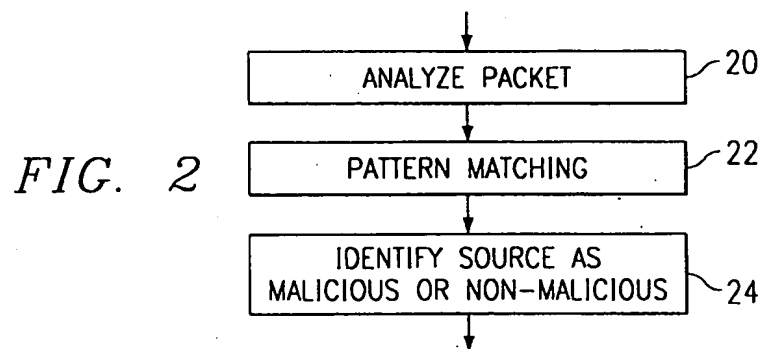 ANALYZE PACKET
20
FIG. 2
PATTERN MATCHING
22
IDENTIFY SOURCE AS
MALICIOUS OR NON-MALICIOUS
24